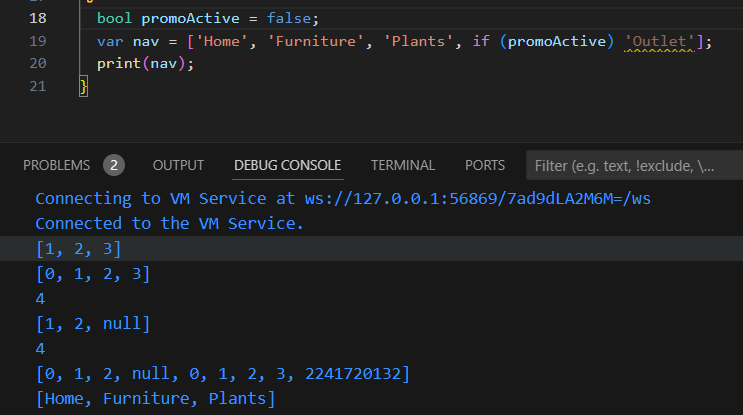 18 bool promoActive = false;
19 var nav = ['Home', 'Furniture', 'Plants', if (promoActive) 'Outlet'];
20 print(nav);
21 }
PROBLEMS 2 OUTPUT DEBUG CONSOLE TERMINAL PORTS Filter (e.g. text, !exclude, \...
Connecting to VM Service at ws://127.0.0.1:56869/7ad9dLA2M6M=/ws
Connected to the VM Service.
[1, 2, 3]
[0, 1, 2, 3]
4
[1, 2, null]
4
[0, 1, 2, null, 0, 1, 2, 3, 2241720132]
[Home, Furniture, Plants]